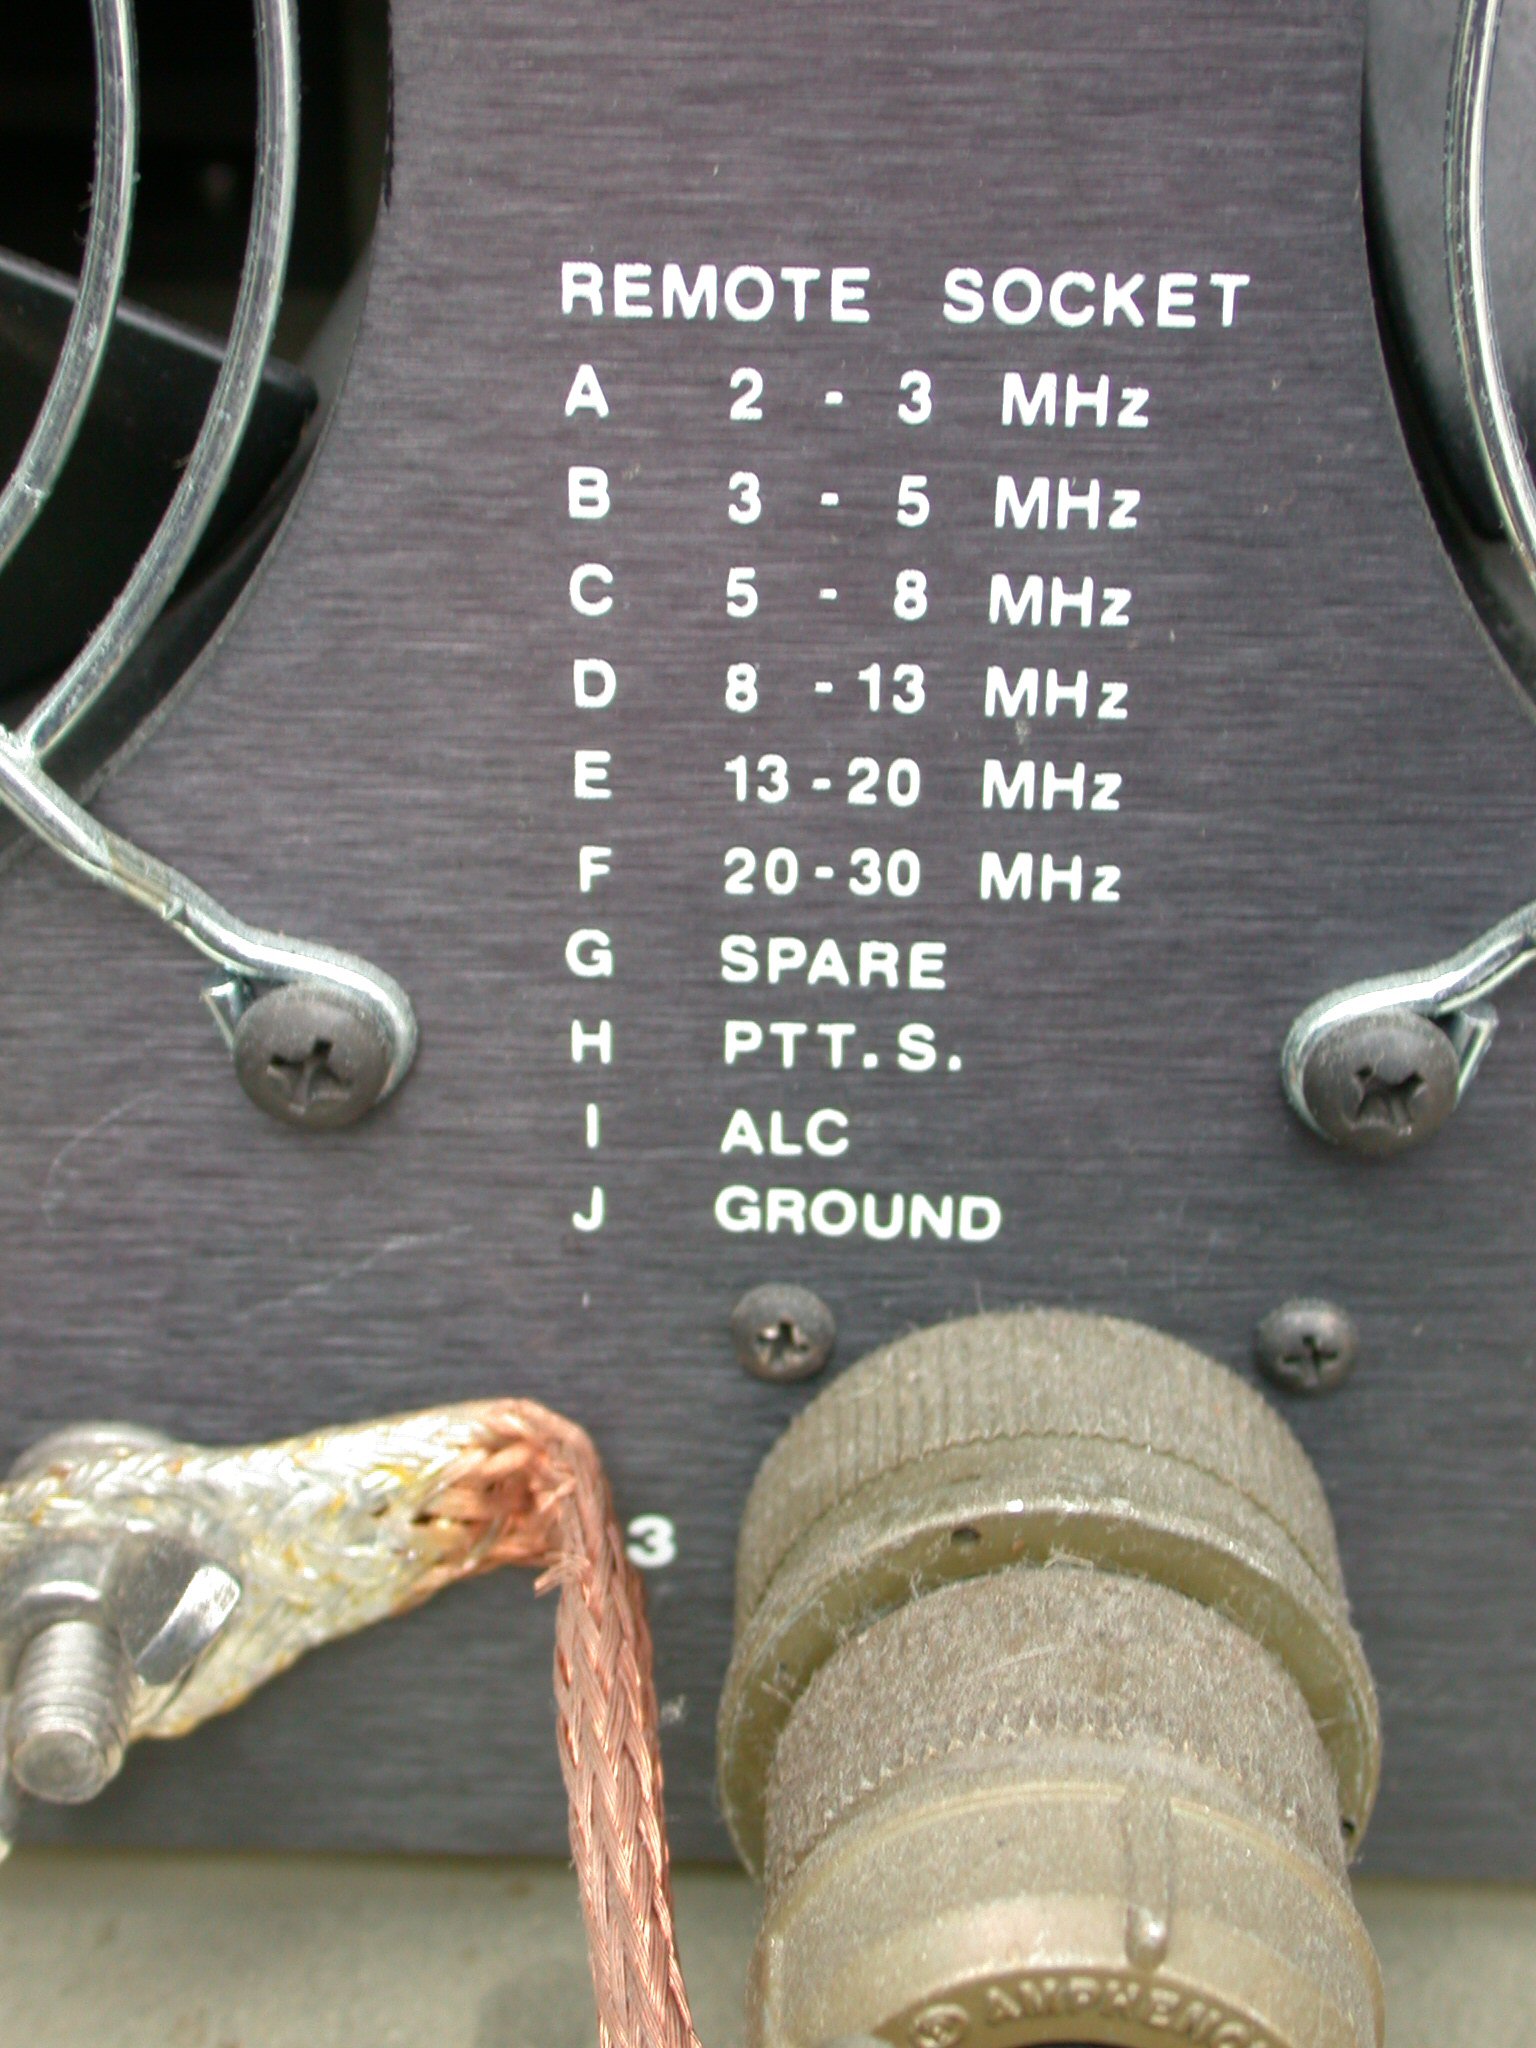 REMOTE SOCKET
A 2 - 3 MHz
B 3 - 5 MHz
C 5 - 8 MHz
D 8 - 13 MHz
E 13 - 20 MHz
F 20 - 30 MHz
G SPARE
H PTT.S.
I ALC
J GROUND
3